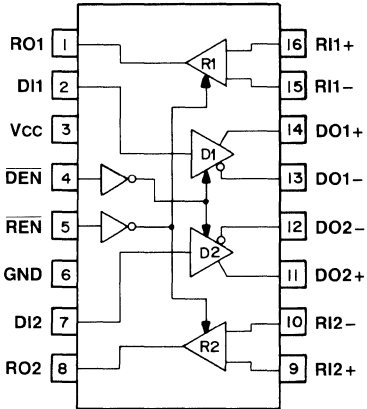 RO1 1 R1 16 RI1+
DI1 2 15 RI1-
VCC 3 D1 14 DO1+
DEN 4 13 DO1-
REN 5 12 DO2-
GND 6 D2 11 DO2+
DI2 7 10 RI2-
RO2 8 R2 9 RI2+